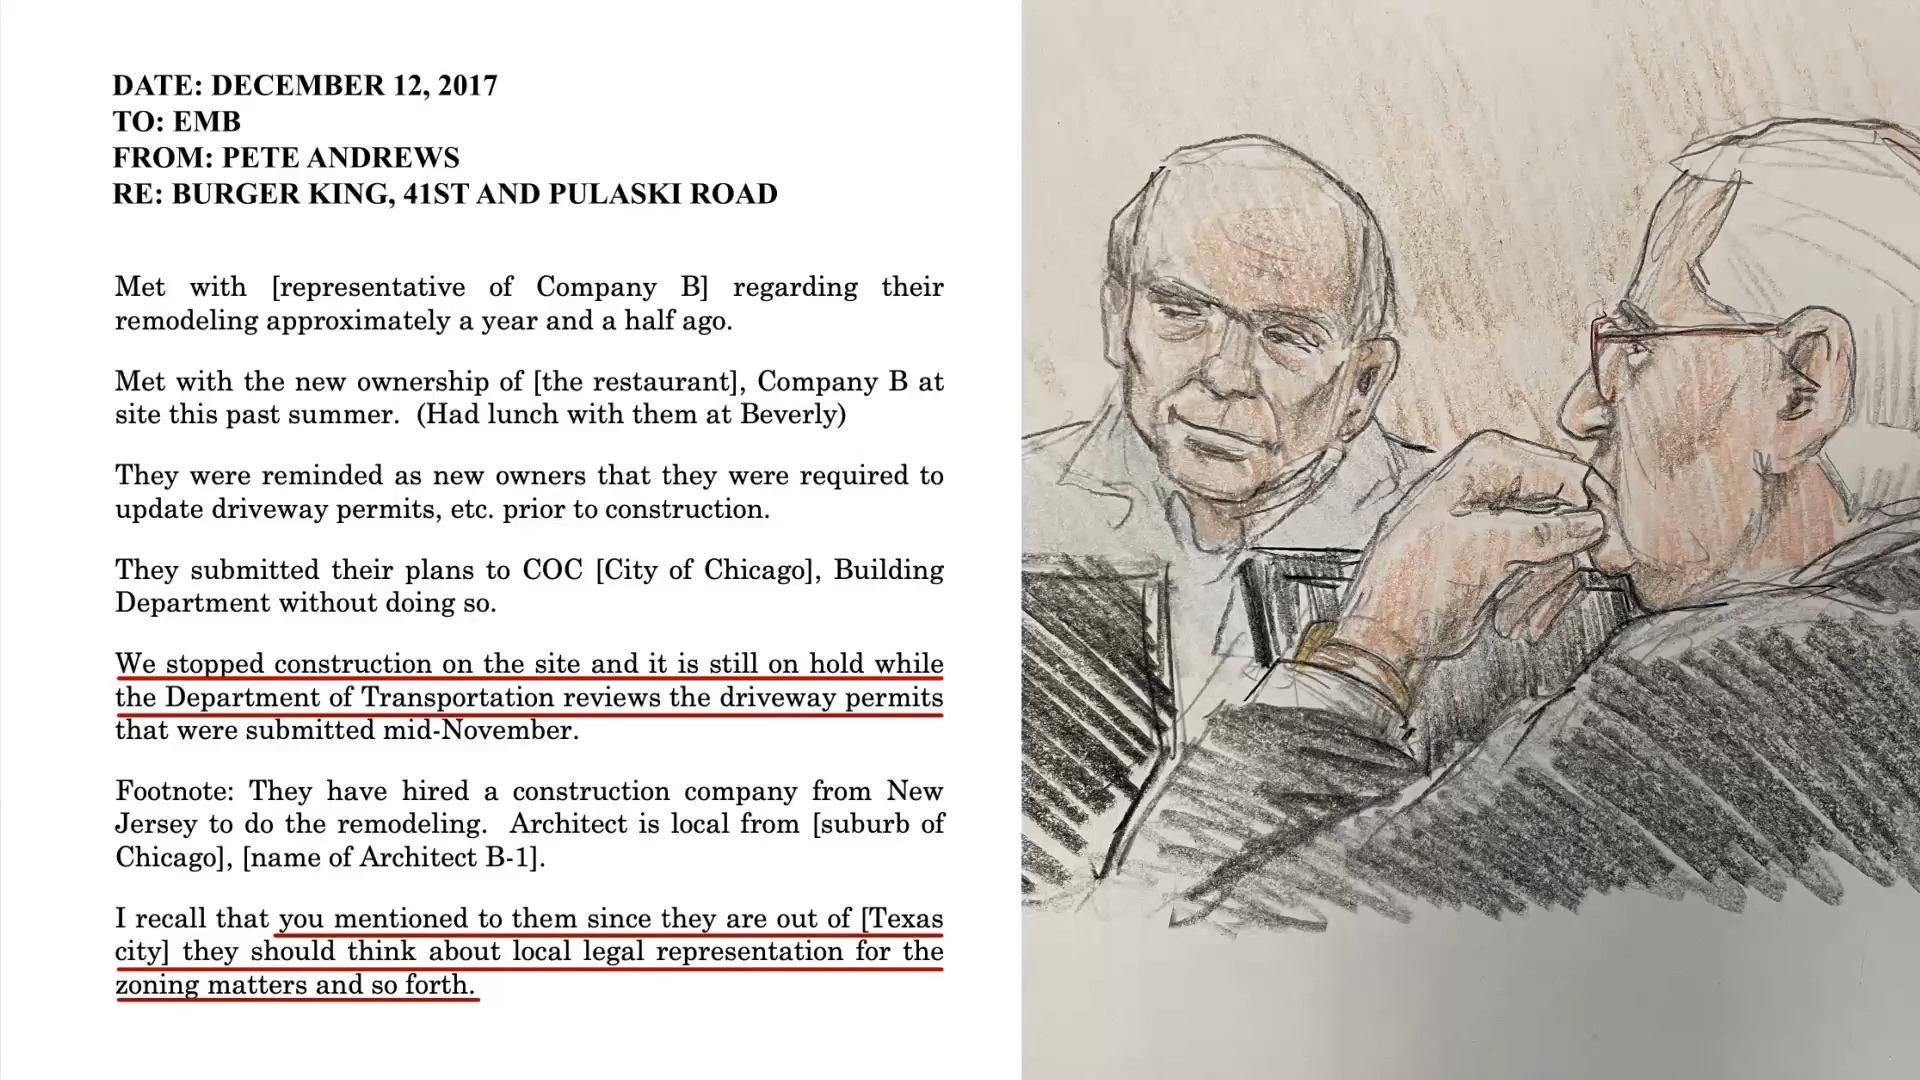 DATE: DECEMBER 12, 2017
TO: EMB
FROM: PETE ANDREWS
RE: BURGER KING, 41ST AND PULASKI ROAD
Met with [representative of Company B] regarding their
remodeling approximately a year and a half ago.
Met with the new ownership of [the restaurant], Company B at
site this past summer. (Had lunch with them at Beverly)
They were reminded as new owners that they were required to
update driveway permits, etc. prior to construction.
They submitted their plans to COC [City of Chicago], Building
Department without doing so.
We stopped construction on the site and it is still on hold while
the Department of Transportation reviews the driveway permits
that were submitted mid-November.
Footnote: They have hired a construction company from New
Jersey to do the remodeling. Architect is local from [suburb of
Chicago], [name of Architect B-1].
I recall that you mentioned to them since they are out of [Texas
city] they should think about local legal representation for the
zoning matters and so forth.